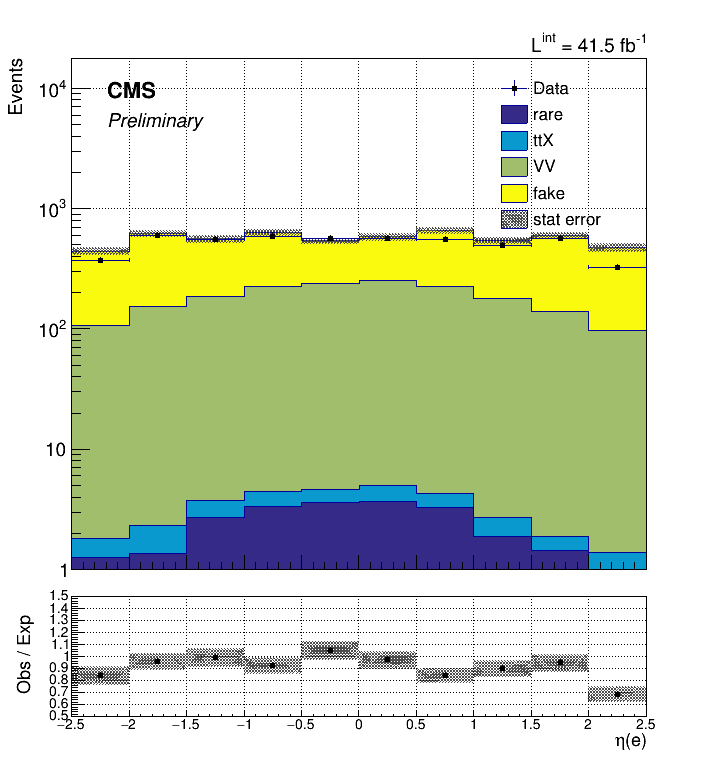 L^int = 41.5 fb^-1
Events
CMS
Preliminary
Data
rare
ttX
VV
fake
stat error
10^4
10^3
10^2
10
1
Obs / Exp
1.5
1.4
1.3
1.2
1.1
1
0.9
0.8
0.7
0.6
0.5
−2.5 −2 −1.5 −1 −0.5 0 0.5 1 1.5 2 2.5
η(e)